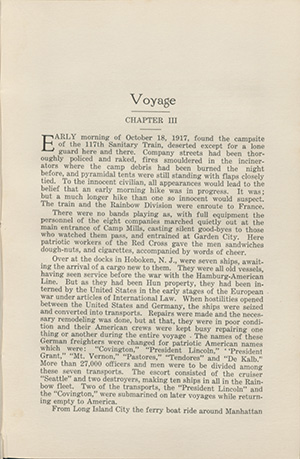 Voyage
CHAPTER III
EARLY morning of October 18, 1917, found the campsite
of the 117th Sanitary Train, deserted except for a lone
guard here and there. Company streets had been thor-
oughly policed and raked, fires smouldered in the inciner-
ators where the camp debris had been burned the night
before, and pyramidal tents were still standing with flaps closely
tied. To the innocent civilian, all appearances would lead to the
belief that an early morning hike was in progress. It was;
but a much longer hike than one so innocent would suspect.
The train and the Rainbow Division were enroute to France.
There were no bands playing as, with full equipment the
personnel of the eight companies marched quietly out at the
main entrance of Camp Mills, casting silent good-byes to those
who watched them pass, and entrained at Garden City. Here
patriotic workers of the Red Cross gave the men sandwiches
dough-nuts, and cigarettes, accompanied by words of cheer.
Over at the docks in Hoboken, N. J., were seven ships, await-
ing the arrival of a cargo new to them. They were all old vessels,
having seen service before the war with the Hamburg-American
Line. But as they had been Hun property, they had been in-
terned by the United States in the early stages of the European
war under articles of International Law. When hostilities opened
between the United States and Germany, the ships were seized
and converted into transports. Repairs were made and the neces-
sary remodeling was done, but at that, they were in poor condi-
tion and their American crews were kept busy repairing one
thing or another during the entire voyage - The names of these
German freighters were changed for patriotic American names
which were: "Covington," "President Lincoln," "President
Grant," "Mt. Vernon," "Pastores," "Tendores" and "De Kalb."
More than 27,000 officers and men were to be divided among
these seven transports. The escort consisted of the cruiser
"Seattle" and two destroyers, making ten ships in all in the Rain-
bow fleet. Two of the transports, the "President Lincoln" and
the "Covington," were submarined on later voyages while return-
ing empty to America.
From Long Island City the ferry boat ride around Manhattan